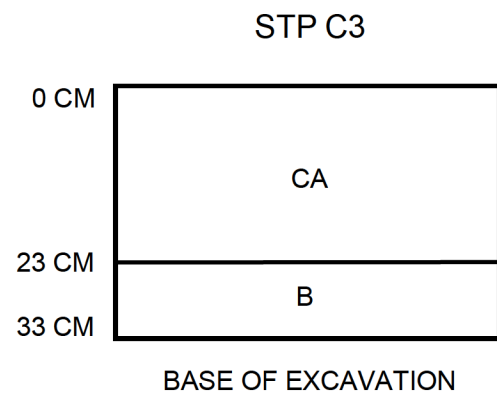 STP C3
0 CM
CA
23 CM
B
33 CM
BASE OF EXCAVATION